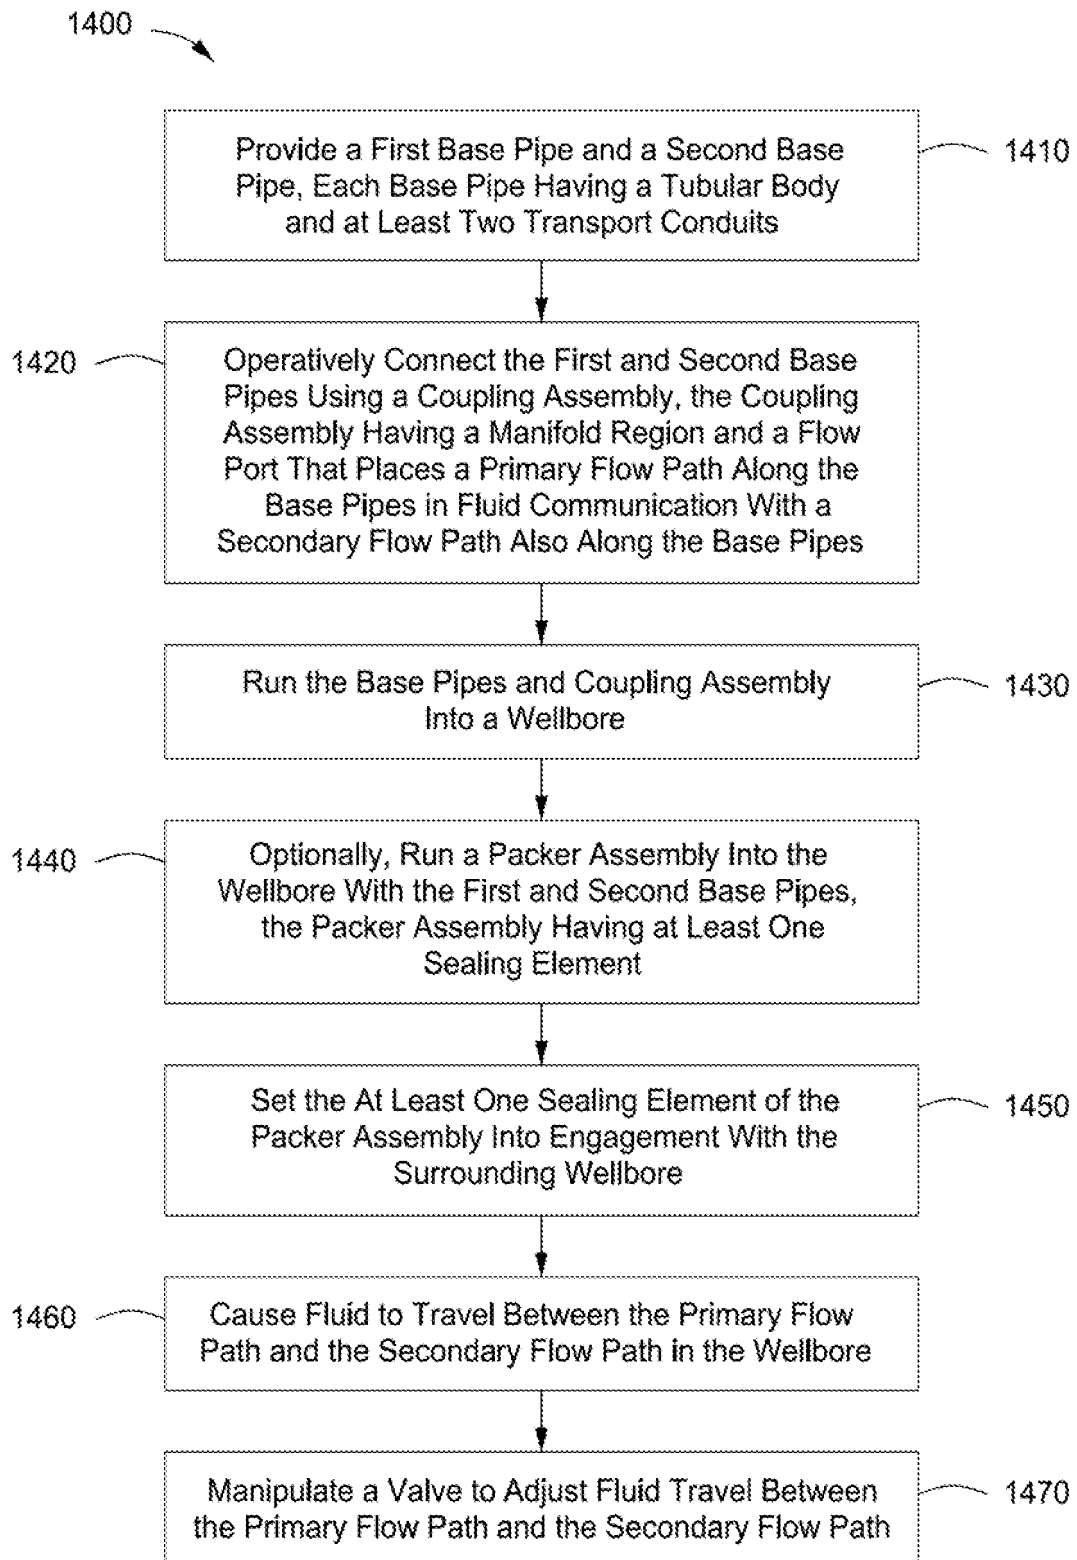 1400
Provide a First Base Pipe and a Second Base
Pipe, Each Base Pipe Having a Tubular Body
and at Least Two Transport Conduits
1410
1420
Operatively Connect the First and Second Base
Pipes Using a Coupling Assembly, the Coupling
Assembly Having a Manifold Region and a Flow
Port That Places a Primary Flow Path Along the
Base Pipes in Fluid Communication With a
Secondary Flow Path Also Along the Base Pipes
Run the Base Pipes and Coupling Assembly
Into a Wellbore
1430
1440
Optionally, Run a Packer Assembly Into the
Wellbore With the First and Second Base Pipes,
the Packer Assembly Having at Least One
Sealing Element
Set the At Least One Sealing Element of the
Packer Assembly Into Engagement With the
Surrounding Wellbore
1450
1460
Cause Fluid to Travel Between the Primary Flow
Path and the Secondary Flow Path in the Wellbore
Manipulate a Valve to Adjust Fluid Travel Between
the Primary Flow Path and the Secondary Flow Path
1470